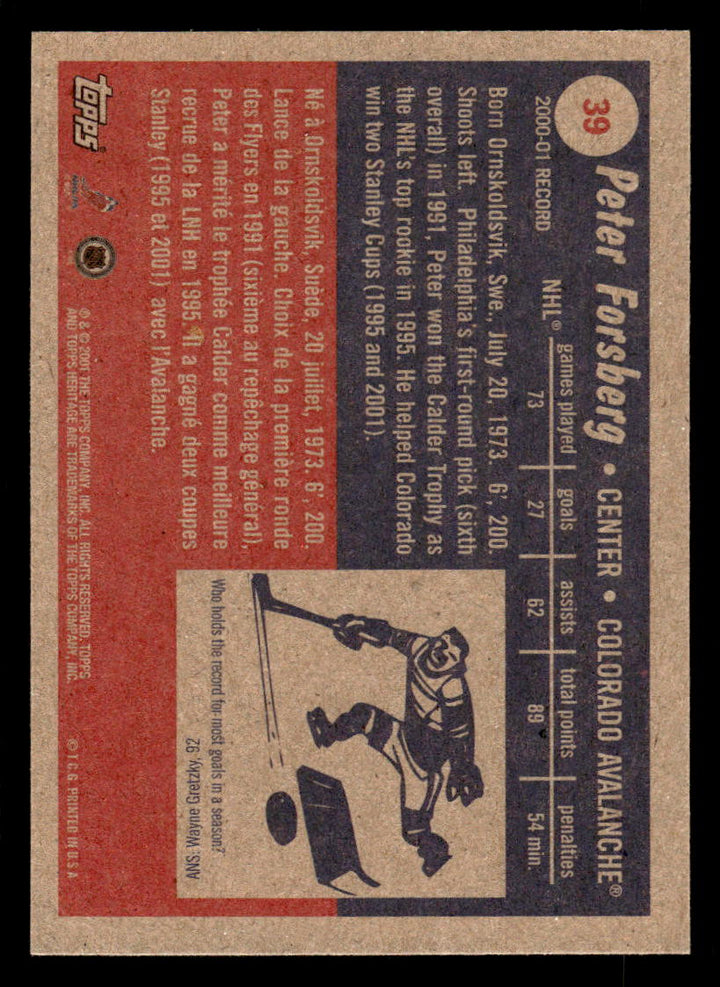 39
Peter Forsberg • CENTER • COLORADO AVALANCHE®
2000-01 RECORD
games played goals assists total points penalties
NHL® 73 27 62 89 54 min.
Born Ornskoldsvik, Swe., July 20, 1973. 6', 200.
Shoots left. Philadelphia's first-round pick (sixth
overall) in 1991, Peter won the Calder Trophy as
the NHL's top rookie in 1995. He helped Colorado
win two Stanley Cups (1995 and 2001).
Né à Ornskoldsvik, Suède, 20 juillet, 1973. 6', 200.
Lance de la gauche. Choix de la première ronde
des Flyers en 1991 (sixième au repêchage général),
Peter a mérité le trophée Calder comme meilleure
recrue de la LNH en 1995. Il a gagné deux coupes
Stanley (1995 et 2001) avec l'Avalanche.
Who holds the record for most goals in a season?
ANS: Wayne Gretzky, 92
topps
® & © 2001 THE TOPPS COMPANY, INC. ALL RIGHTS RESERVED. TOPPS
AND TOPPS HERITAGE ARE TRADEMARKS OF THE TOPPS COMPANY, INC.
© T.C.G. PRINTED IN U.S.A.